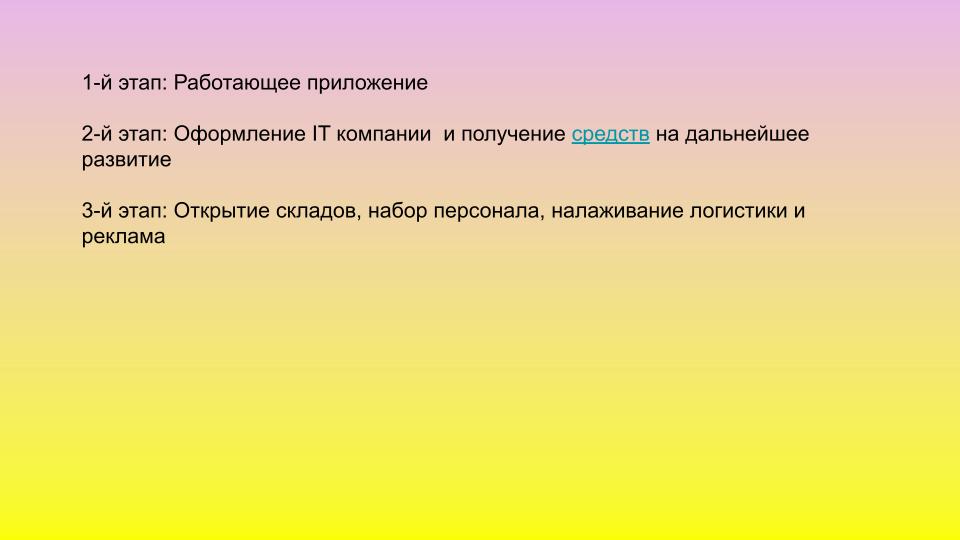 1-й этап: Работающее приложение
2-й этап: Оформление IT компании  и получение средств на дальнейшее
развитие
3-й этап: Открытие складов, набор персонала, налаживание логистики и
реклама